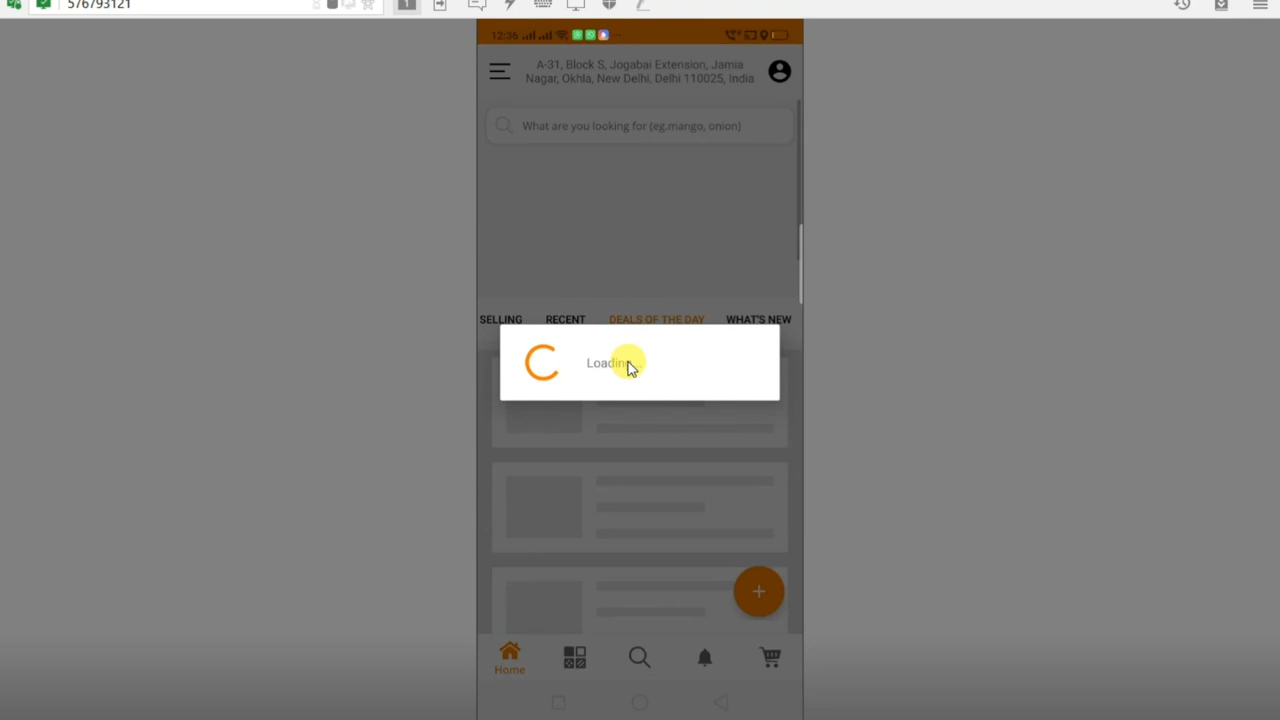 576793121
12:36
A-31, Block S, Jogabai Extension, Jamia
Nagar, Okhla, New Delhi, Delhi 110025, India
What are you looking for (eg.mango, onion)
SELLING RECENT DEALS OF THE DAY WHAT'S NEW
Home